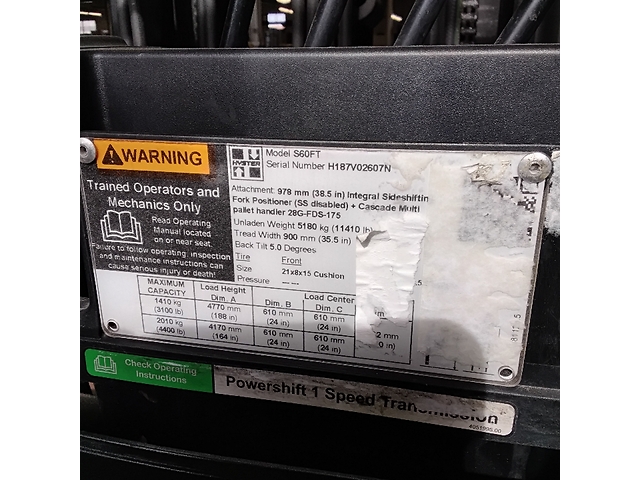 WARNING
Trained Operators and
Mechanics Only
Read Operating
Manual located
on or near seat.
Failure to follow operating, inspection
and maintenance instructions can
cause serious injury or death!
HYSTER
Model S60FT
Serial Number H187V02607N
Attachment: 978 mm (38.5 in) Integral Sideshiftin
Fork Positioner (SS disabled) + Cascade Multi
pallet handler 28G-FDS-175
Unladen Weight 5180 kg (11410 lb
Tread Width 900 mm (35.5 in)
Back Tilt 5.0 Degrees
Tire Front
Size 21x8x15 Cushion
Pressure -- ---
.5
MAXIMUM CAPACITY Load Height Dim. A Dim. B Load Center Dim. C
1410 kg (3100 lb) 4770 mm (188 in) 610 mm (24 in) 610 mm (24 in) m
2010 kg (4400 lb) 4170 mm (164 in) 610 mm (24 in) 610 mm (24 in) 2 mm 0 in)
Check Operating
Instructions
Powershift 1 Speed Transmission